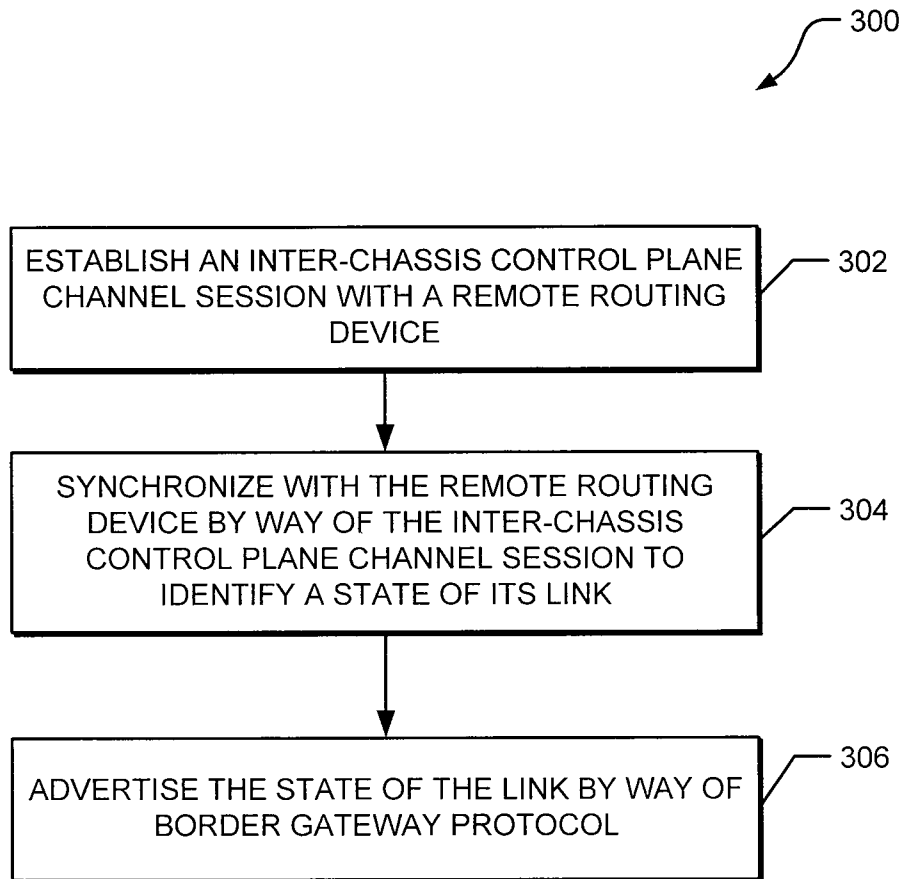 300
ESTABLISH AN INTER-CHASSIS CONTROL PLANE
CHANNEL SESSION WITH A REMOTE ROUTING
DEVICE
302
SYNCHRONIZE WITH THE REMOTE ROUTING
DEVICE BY WAY OF THE INTER-CHASSIS
CONTROL PLANE CHANNEL SESSION TO
IDENTIFY A STATE OF ITS LINK
304
ADVERTISE THE STATE OF THE LINK BY WAY OF
BORDER GATEWAY PROTOCOL
306